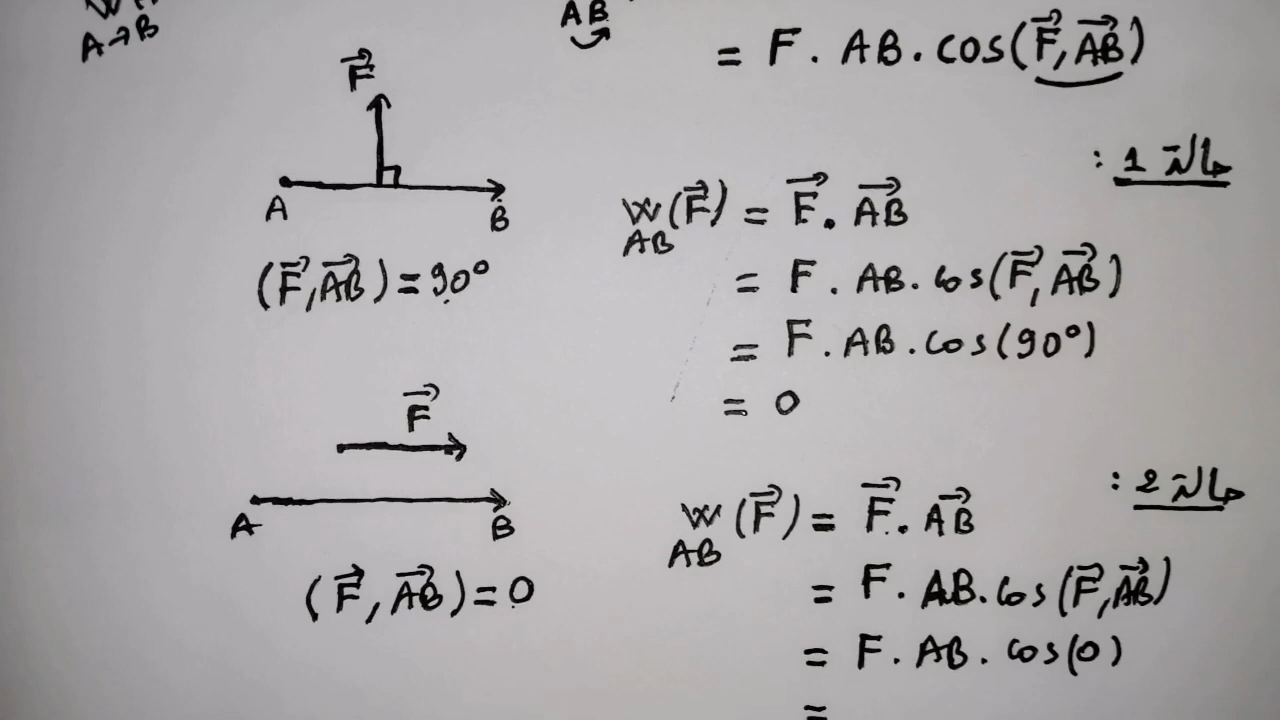 A→B
AB
= F . AB . cos(F⃗, AB⃗)
F⃗
A B
(F⃗, AB⃗) = 90°
حالة 1 :
W(F⃗) = F⃗ . AB⃗
AB
= F . AB . cos(F⃗, AB⃗)
= F . AB . cos(90°)
= 0
F⃗
A B
(F⃗, AB⃗) = 0
حالة 2 :
W(F⃗) = F⃗ . AB⃗
AB
= F . AB . cos(F⃗, AB⃗)
= F . AB . cos(0)
=